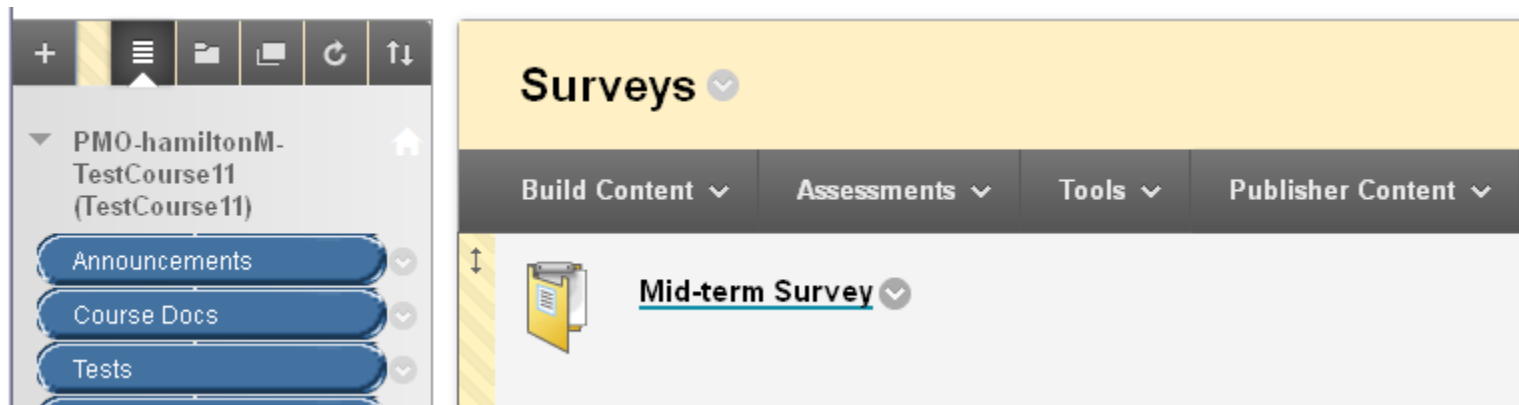 PMO-hamiltonM-
TestCourse11
(TestCourse11)
Announcements
Course Docs
Tests
Surveys
Build Content Assessments Tools Publisher Content
Mid-term Survey